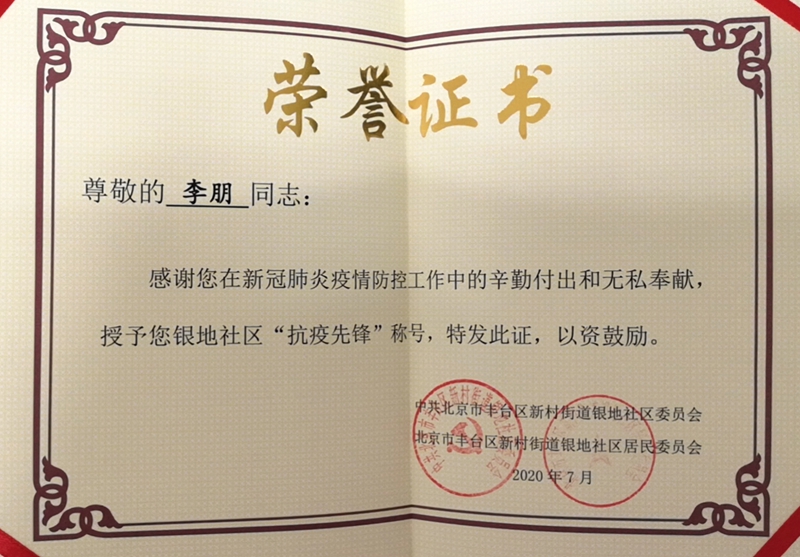 荣誉证书
尊敬的 李朋 同志：
感谢您在新冠肺炎疫情防控工作中的辛勤付出和无私奉献，
授予您银地社区“抗疫先锋”称号，特发此证，以资鼓励。
中共北京市丰台区新村街道银地社区委员会
北京市丰台区新村街道银地社区居民委员会
2020 年 7 月